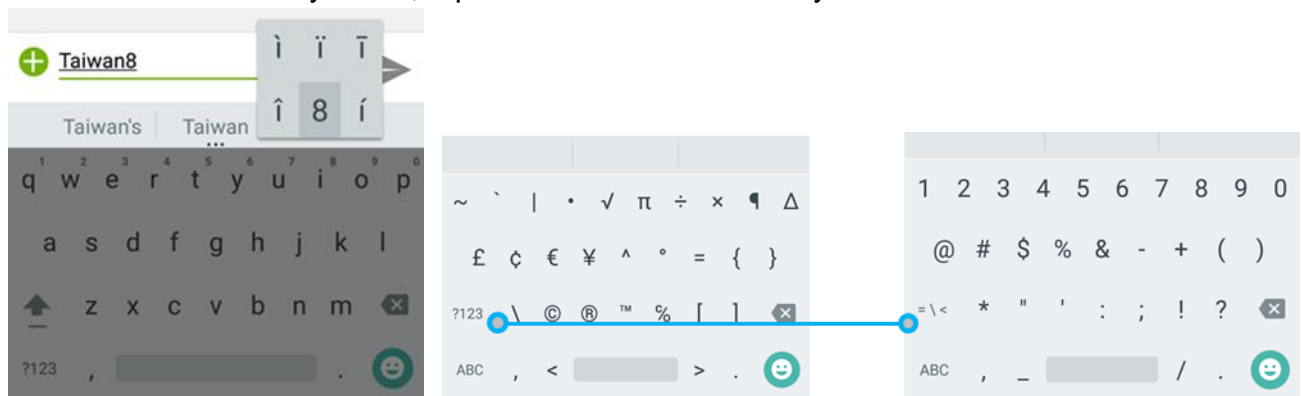 ì ï ī
Taiwan8
î 8 í
Taiwan's Taiwan
1 2 3 4 5 6 7 8 9 0
q w e r t y u i o p
a s d f g h j k l
z x c v b n m
?123 , .
~ ` | • √ π ÷ × ¶ Δ
£ ¢ € ¥ ^ ° = { }
?123 \ © ® ™ ℅ [ ]
ABC , < > .
1 2 3 4 5 6 7 8 9 0
@ # $ % & - + ( )
=\< * " ' : ; ! ?
ABC , _ / .